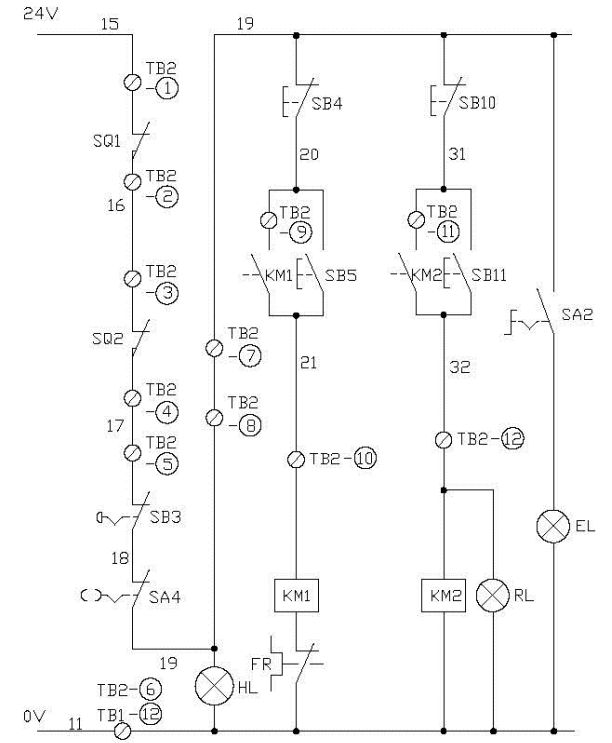 24V
15
19
TB2
-①
SQ1
TB2
-②
16
TB2
-③
SQ2
TB2
-④
17
TB2
-⑤
SB3
18
SA4
19
TB2
-⑦
TB2
-⑧
HL
SB4
20
TB2
-⑨
KM1
SB5
21
TB2-⑩
KM1
FR
SB10
31
TB2
-⑪
KM2
SB11
32
TB2-⑫
KM2
RL
SA2
EL
TB2-⑥
TB1-⑫
0V
11